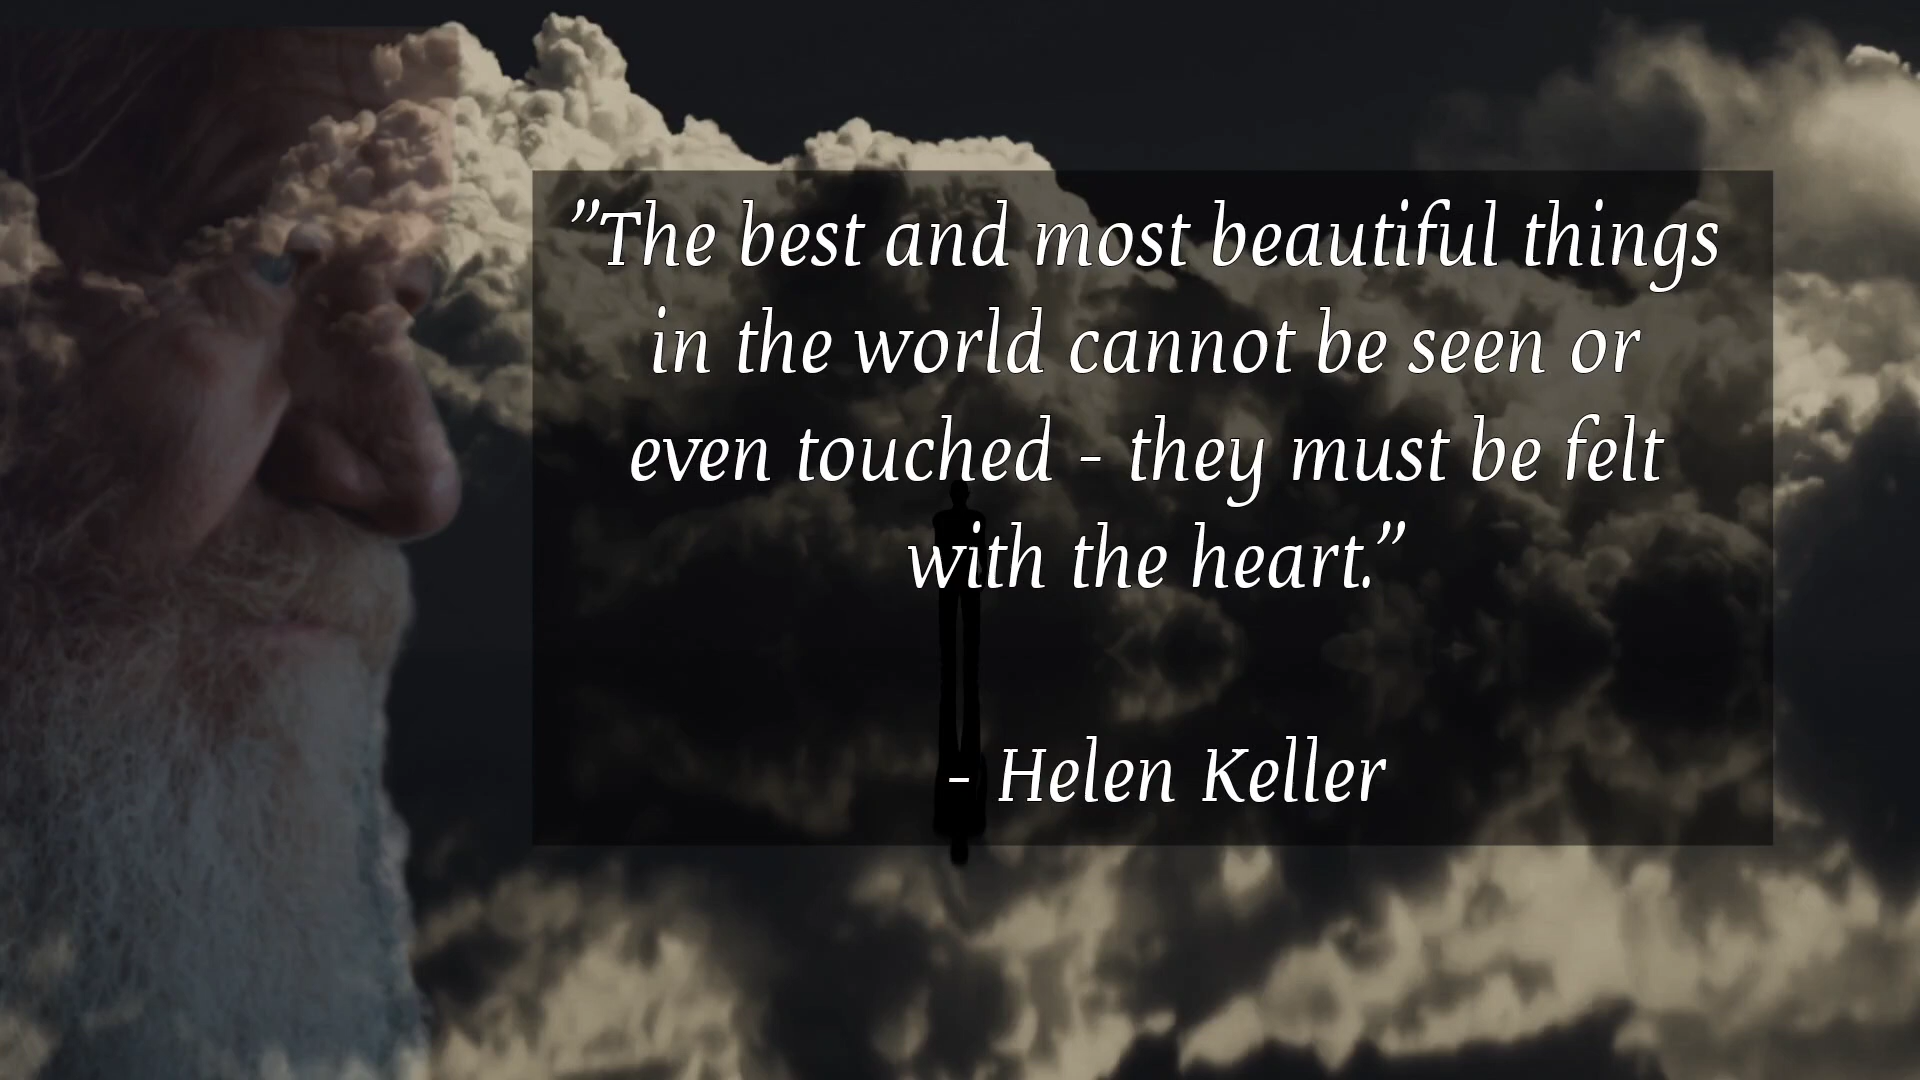 ”The best and most beautiful things
in the world cannot be seen or
even touched - they must be felt
with the heart.”
- Helen Keller